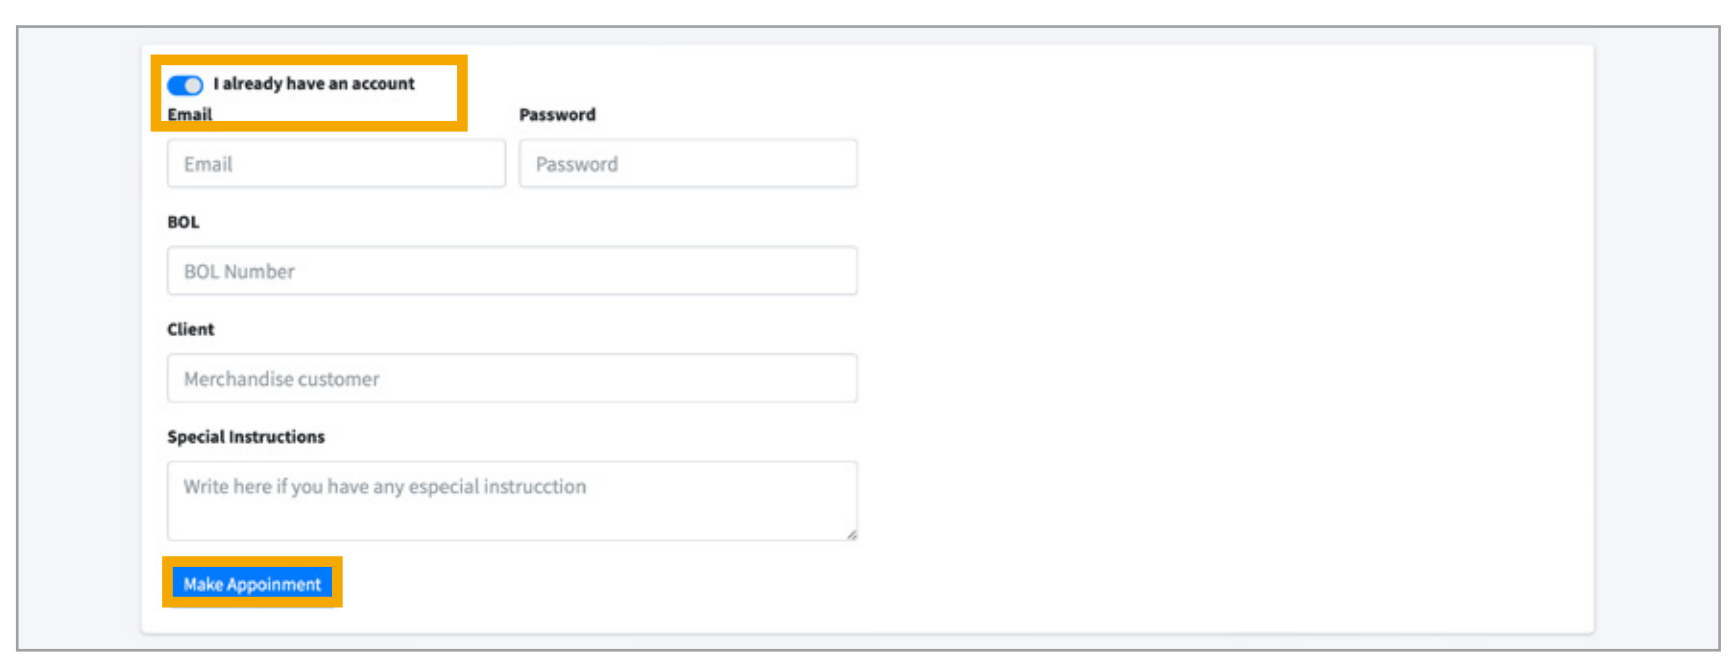 I already have an account
Email Password
Email Password
BOL
BOL Number
Client
Merchandise customer
Special Instructions
Write here if you have any especial instrucction
Make Appoinment